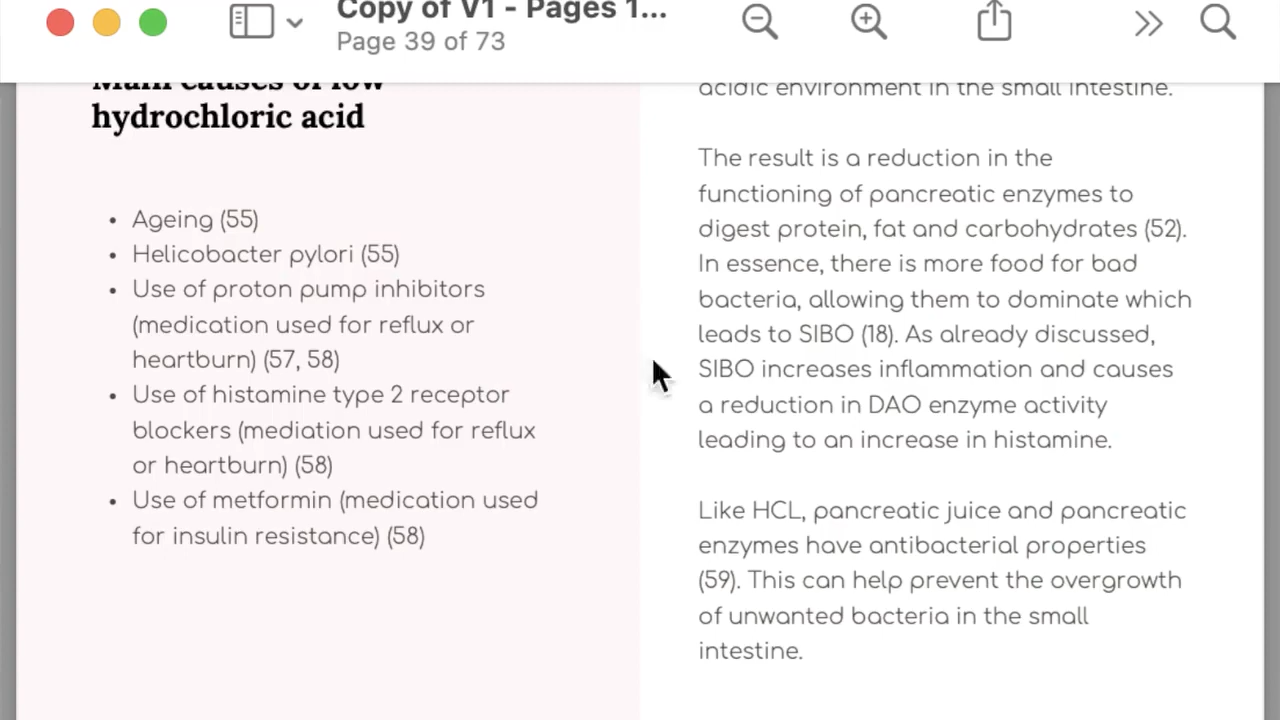 Copy of V1 - Pages 1...
Page 39 of 73
Main causes of low
hydrochloric acid
• Ageing (55)
• Helicobacter pylori (55)
• Use of proton pump inhibitors
(medication used for reflux or
heartburn) (57, 58)
• Use of histamine type 2 receptor
blockers (mediation used for reflux
or heartburn) (58)
• Use of metformin (medication used
for insulin resistance) (58)
acidic environment in the small intestine.
The result is a reduction in the
functioning of pancreatic enzymes to
digest protein, fat and carbohydrates (52).
In essence, there is more food for bad
bacteria, allowing them to dominate which
leads to SIBO (18). As already discussed,
SIBO increases inflammation and causes
a reduction in DAO enzyme activity
leading to an increase in histamine.
Like HCL, pancreatic juice and pancreatic
enzymes have antibacterial properties
(59). This can help prevent the overgrowth
of unwanted bacteria in the small
intestine.